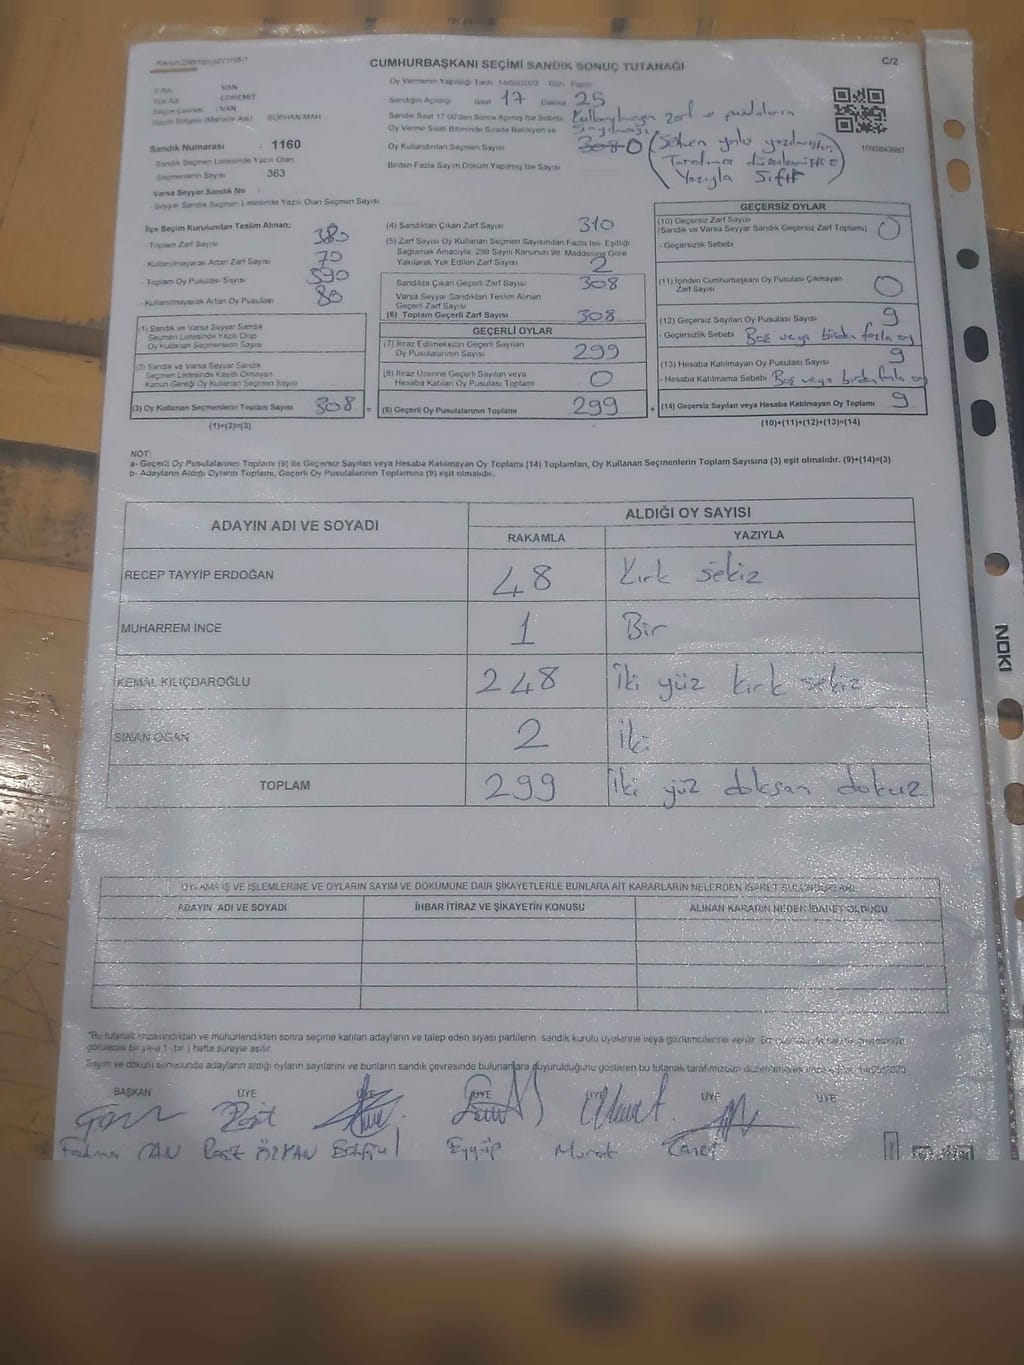 CUMHURBAŞKANI SEÇİMİ SANDIK SONUÇ TUTANAĞI
C/2
Oy Vermenin Yapıldığı Tarih 14/05/2023 Gün Pazar
İl Adı VAN
İlçe Adı EDREMİT
Seçim Çevresi : VAN
Seçim Bölgesi (Mahalle Adı) SÜPHAN MAH
Sandık Numarası . 1160
Sandık Seçmen Listesinde Yazılı Olan
Seçmenlerin Sayısı 363
Varsa Seyyar Sandık No :
- Seyyar Sandık Seçmen Listesinde Yazılı Olan Seçmen Sayısı
Sandığın Açıldığı Saat 17 Dakika 25
Sandık Saat 17.00'den Sonra Açılmış İse Sebebi Kullanılmayan zarf ve pusulaların
Oy Verme Saati Bitiminde Sırada Bekleyen ve Sayılması
Oy Kullandırılan Seçmen Sayısı 308 0 (Sehven yanlış yazılmıştır.
Birden Fazla Sayım Döküm Yapılmış İse Sayısı Tarafımca düzenlenmiştir
Yazıyla Sıfır)
1093843987
İlçe Seçim Kurulundan Teslim Alınan;
Toplam Zarf Sayısı 380
- Kullanılmayarak Artan Zarf Sayısı 70
- Toplam Oy Pusulası Sayısı 390
- Kullanılmayarak Artan Oy Pusulası 80
(1) Sandık ve Varsa Seyyar Sandık
Seçmen Listesinde Yazılı Olup
Oy Kullanan Seçmenlerin Sayısı
(2) Sandık ve Varsa Seyyar Sandık
Seçmen Listesinde Kayıtlı Olmayan
Kanun Gereği Oy Kullanan Seçmen Sayısı
(3) Oy Kullanan Seçmenlerin Toplam Sayısı 308 =
(1)+(2)=(3)
(4) Sandıktan Çıkan Zarf Sayısı 310
(5) Zarf Sayısı Oy Kullanan Seçmen Sayısından Fazla İse, Eşitliği
Sağlamak Amacıyla, 298 Sayılı Kanunun 98. Maddesine Göre
Yakılarak Yok Edilen Zarf Sayısı 2
Sandıkta Çıkan Geçerli Zarf Sayısı 308
Varsa Seyyar Sandıktan Teslim Alınan
Geçerli Zarf Sayısı
(6) Toplam Geçerli Zarf Sayısı 308
GEÇERLİ OYLAR
(7) İtiraz Edilmeksizin Geçerli Sayılan
Oy Pusulalarının Sayısı 299
(8) İtiraz Üzerine Geçerli Sayılan veya
Hesaba Katılan Oy Pusulası Toplamı 0
(9) Geçerli Oy Pusulalarının Toplamı 299 +
GEÇERSİZ OYLAR
(10) Geçersiz Zarf Sayısı 0
(Sandık ve Varsa Seyyar Sandık Geçersiz Zarf Toplamı)
- Geçersizlik Sebebi
(11) İçinden Cumhurbaşkanı Oy Pusulası Çıkmayan
Zarf Sayısı 0
(12) Geçersiz Sayılan Oy Pusulası Sayısı 9
- Geçersizlik Sebebi Boş veya birden fazla oy
(13) Hesaba Katılmayan Oy Pusulası Sayısı 9
- Hesaba Katılmama Sebebi Boş veya birden fazla oy
(14) Geçersiz Sayılan veya Hesaba Katılmayan Oy Toplamı 9
(10)+(11)+(12)+(13)=(14)
NOT:
a- Geçerli Oy Pusulalarının Toplamı (9) ile Geçersiz Sayılan veya Hesaba Katılmayan Oy Toplamı (14) Toplamları, Oy Kullanan Seçmenlerin Toplam Sayısına (3) eşit olmalıdır. (9)+(14)=(3)
b- Adayların Aldığı Oyların Toplamı, Geçerli Oy Pusulalarının Toplamına (9) eşit olmalıdır.
ADAYIN ADI VE SOYADI
ALDIĞI OY SAYISI
RAKAMLA YAZIYLA
RECEP TAYYİP ERDOĞAN 48 Kırk sekiz
MUHARREM İNCE 1 Bir
KEMAL KILIÇDAROĞLU 248 İki yüz kırk sekiz
SİNAN OĞAN 2 İki
TOPLAM 299 İki yüz doksan dokuz
OYLAMA İŞ VE İŞLEMLERİNE VE OYLARIN SAYIM VE DÖKÜMÜNE DAİR ŞİKAYETLERLE BUNLARA AİT KARARLARIN NELERDEN İBARET BULUNDUKLARI
ADAYIN ADI VE SOYADI İHBAR İTİRAZ VE ŞİKAYETİN KONUSU ALINAN KARARIN NEDEN İBARET OLDUĞU
*Bu tutanak imzalandıktan ve mühürlendikten sonra seçime katılan adayların ve talep eden siyasi partilerin sandık kurulu üyelerine veya gözlemcilerine verilir.
görülecek bir yere 1 (bir) hafta süreyle asılır.
Sayım ve döküm sonusunda adayların aldığı oyların sayılarını ve bunların sandık çevresinde bulunanlara duyurulduğunu gösteren bu tutanak tarafımızdan düzenlenerek imza 14/05/2023
BAŞKAN ÜYE ÜYE ÜYE ÜYE ÜYE ÜYE
Fatma CAN Raşit ÖZKAN Ertuğrul Eyyüp Murat Caner
NOKI